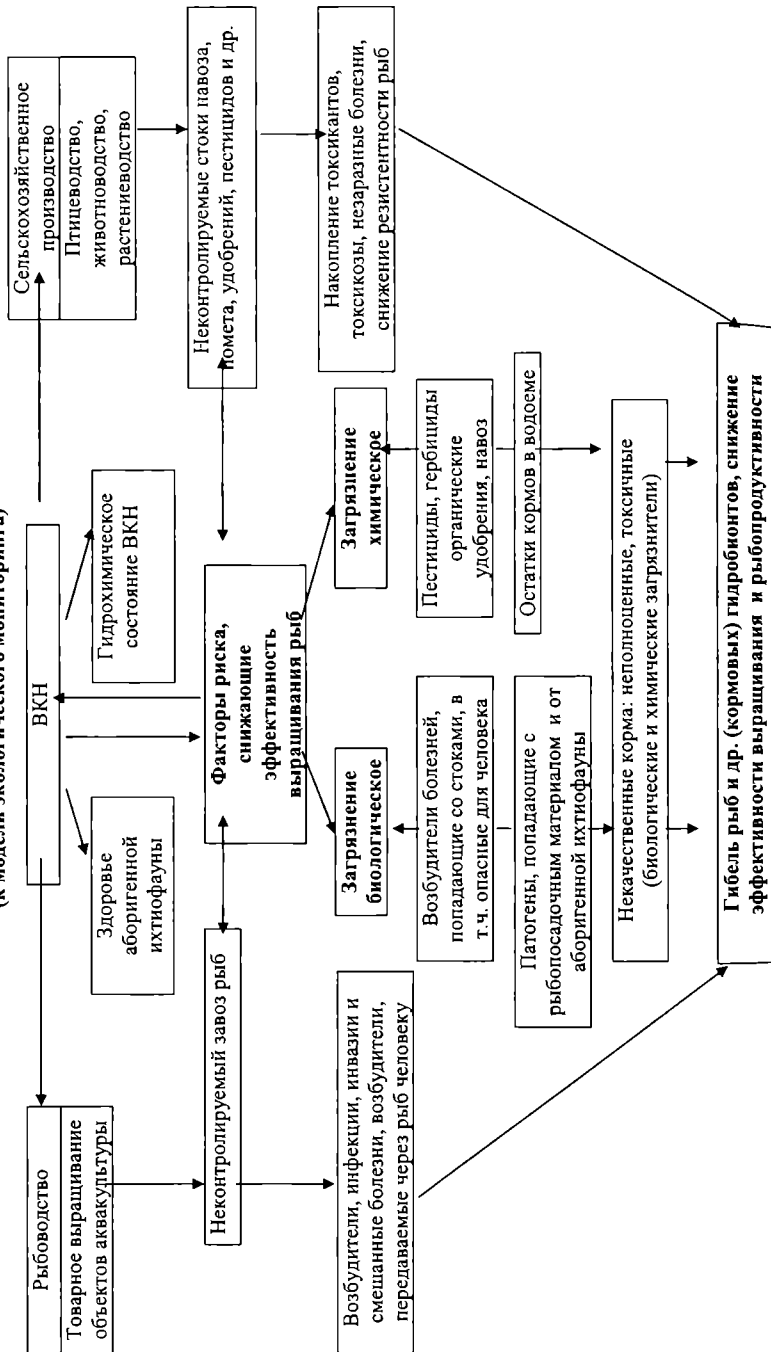 (к модели экологического мониторинга)
Рыбоводство
Товарное выращивание
объектов аквакультуры
ВКН
Сельскохозяйственное
производство
Птицеводство,
животноводство,
растениеводство
Здоровье
аборигенной
ихтиофауны
Гидрохимическое
состояние ВКН
Неконтролируемый завоз рыб
Факторы риска,
снижающие
эффективность
выращивания рыб
Неконтролируемые стоки навоза,
помета, удобрений, пестицидов и др.
Возбудители, инфекции, инвазии и
смешанные болезни, возбудители,
передаваемые через рыб человеку
Загрязнение
биологическое
Загрязнение
химическое
Накопление токсикантов,
токсикозы, незаразные болезни,
снижение резистентности рыб
Возбудители болезней,
попадающие со стоками, в
т.ч. опасные для человека
Пестициды, гербициды
органические
удобрения, навоз
Патогены, попадающие с
рыбопосадочным материалом и от
аборигенной ихтиофауны
Остатки кормов в водоеме
Некачественные корма: неполноценные, токсичные
(биологические и химические загрязнители)
Гибель рыб и др. (кормовых) гидробионтов, снижение
эффективности выращивания и рыбопродуктивности